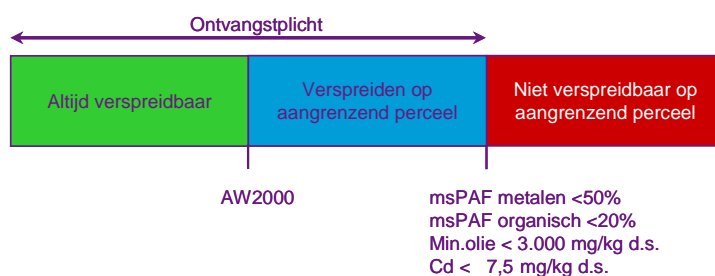 Ontvangstplicht
Altijd verspreidbaar
Verspreiden op
aangrenzend perceel
Niet verspreidbaar op
aangrenzend perceel
AW2000
msPAF metalen <50%
msPAF organisch <20%
Min.olie < 3.000 mg/kg d.s.
Cd < 7,5 mg/kg d.s.